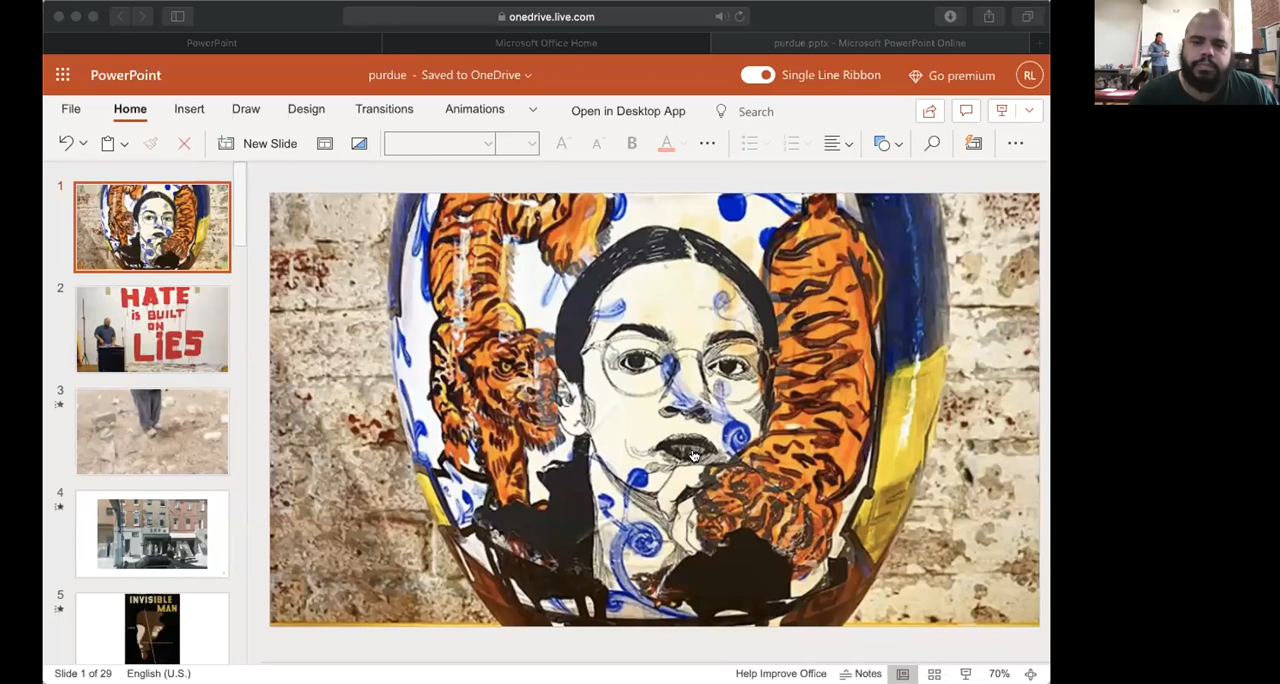 onedrive.live.com
PowerPoint
Microsoft Office Home
purdue.pptx - Microsoft PowerPoint Online
PowerPoint
purdue - Saved to OneDrive
Single Line Ribbon
Go premium
RL
File
Home
Insert
Draw
Design
Transitions
Animations
Open in Desktop App
Search
New Slide
A
A
B
A
1
2
HATE
iS BUiLT
ON
LiES
3
4
5
INVISIBLE
MAN
Slide 1 of 29
English (U.S.)
Help Improve Office
Notes
70%